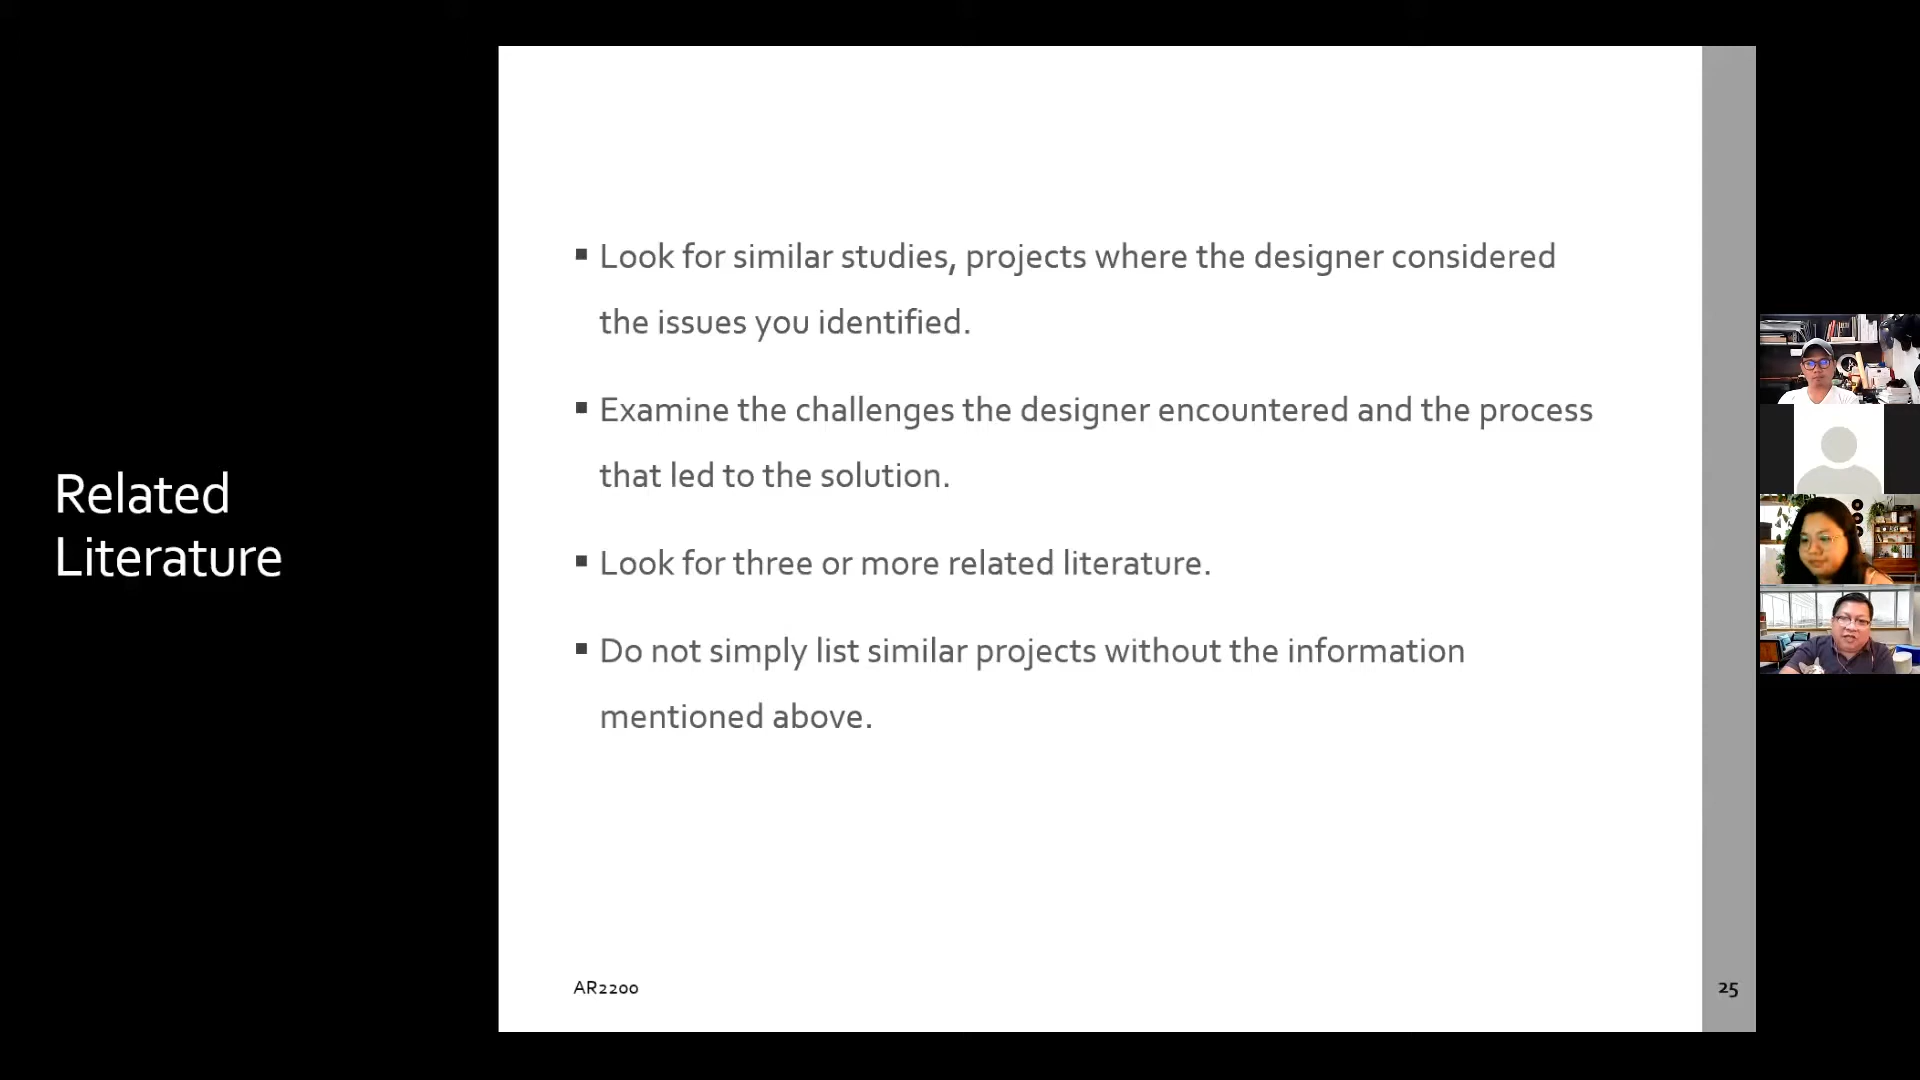 Related
Literature
▪ Look for similar studies, projects where the designer considered
the issues you identified.
▪ Examine the challenges the designer encountered and the process
that led to the solution.
▪ Look for three or more related literature.
▪ Do not simply list similar projects without the information
mentioned above.
AR2200
25